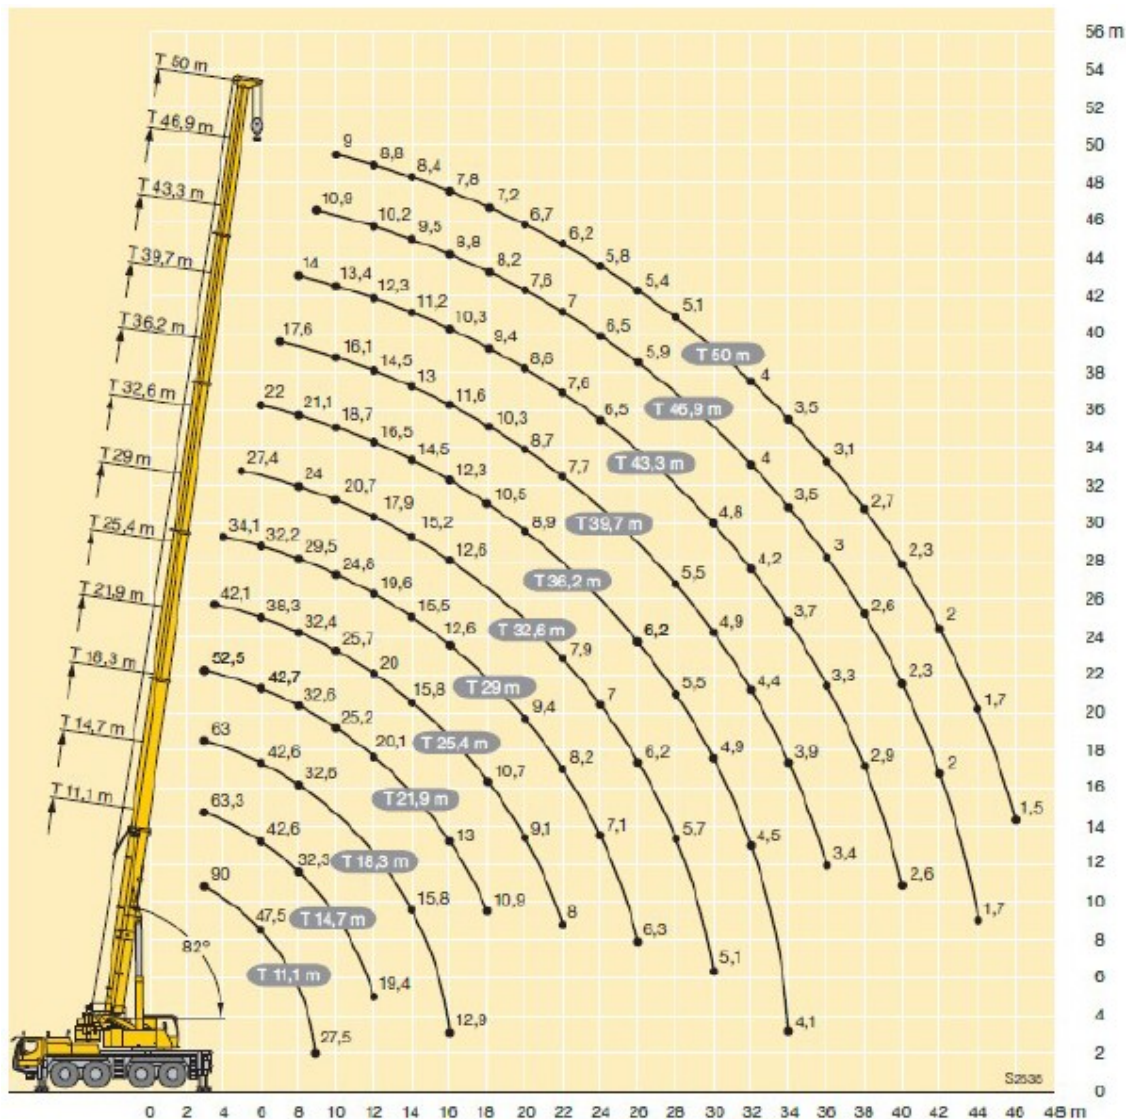 T 50 m
T 46,9 m
T 43,3 m
T 39,7 m
T 36,2 m
T 32,6 m
T 29 m
T 25,4 m
T 21,9 m
T 18,3 m
T 14,7 m
T 11,1 m
82°
9 8,8 8,4 7,8 7,2 6,7 6,2 5,8 5,4 5,1 T 50 m 4 3,5 3,1 2,7 2,3 2 1,7 1,5
10,9 10,2 9,5 8,8 8,2 7,6 7 6,5 5,9 T 46,9 m 4 3,5 3 2,6 2,3 2 1,7
14 13,4 12,3 11,2 10,3 9,4 8,6 7,6 6,5 T 43,3 m 4,8 4,2 3,7 3,3 2,9 2,6
17,6 16,1 14,5 13 11,6 10,3 8,7 7,7 T 39,7 m 5,5 4,9 4,4 3,9 3,4
22 21,1 18,7 16,5 14,5 12,3 10,5 8,9 T 36,2 m 6,2 5,5 4,9 4,5 4,1
27,4 24 20,7 17,9 15,2 12,6 T 32,6 m 7,9 7 6,2 5,7 5,1
34,1 32,2 29,5 24,8 19,6 15,5 12,6 T 29 m 9,4 8,2 7,1 6,3
42,1 38,3 32,4 25,7 20 15,8 T 25,4 m 10,7 9,1 8
52,5 42,7 32,6 25,2 20,1 T 21,9 m 13 10,9
63 42,6 32,6 T 18,3 m 15,8 12,9
63,3 42,6 32,3 T 14,7 m 19,4
90 47,5 T 11,1 m 27,5
56 m
54
52
50
48
46
44
42
40
38
36
34
32
30
28
26
24
22
20
18
16
14
12
10
8
6
4
2
0
S2535
0 2 4 6 8 10 12 14 16 18 20 22 24 26 28 30 32 34 36 38 40 42 44 46 48 m